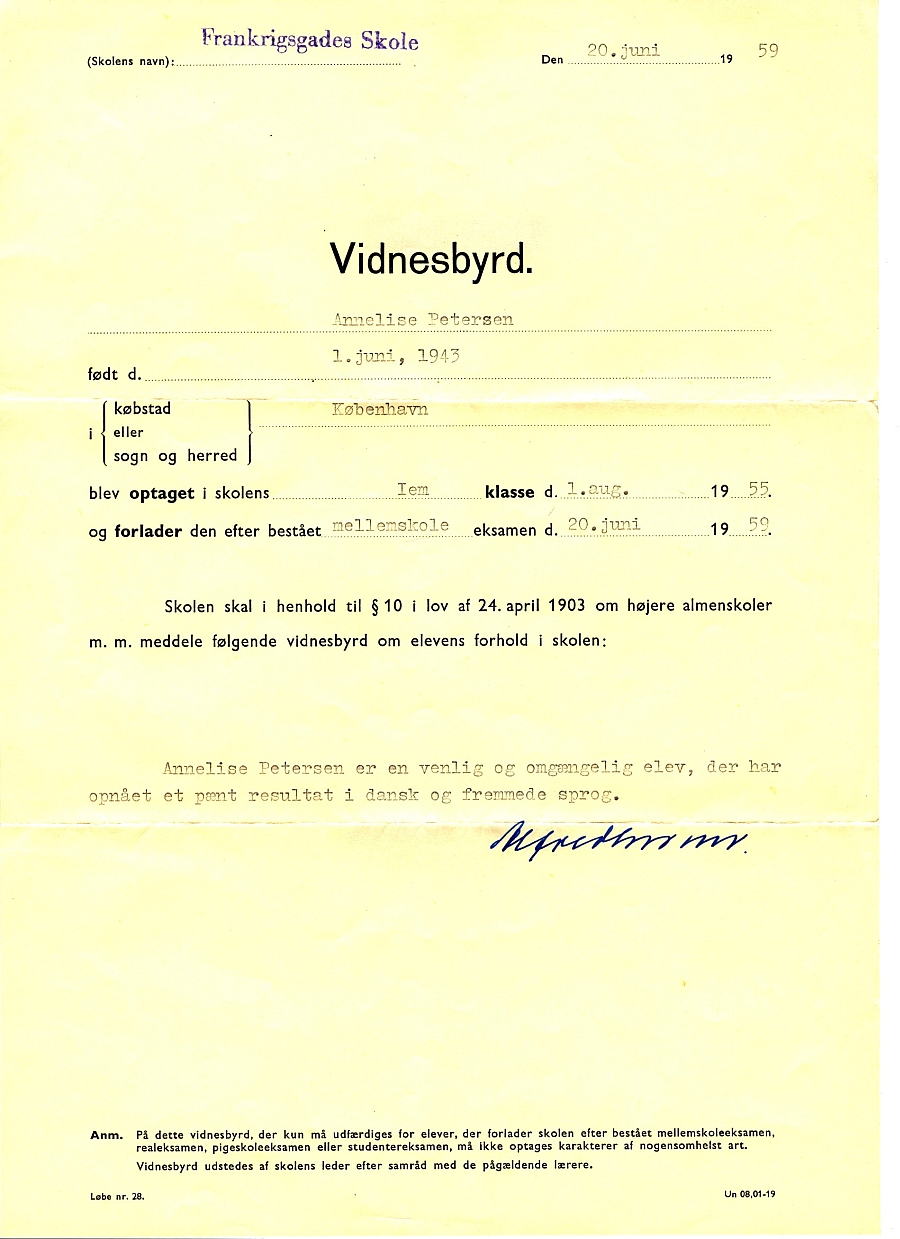 Frankrigsgades Skole
(Skolens navn): Den 20. juni 19 59
Vidnesbyrd.
Annelise Petersen
født d. 1. juni, 1943
i { købstad eller sogn og herred } København
blev optaget i skolens Iem klasse d. 1. aug. 19 55.
og forlader den efter bestået mellemskole eksamen d. 20. juni 19 59.
Skolen skal i henhold til § 10 i lov af 24. april 1903 om højere almenskoler
m. m. meddele følgende vidnesbyrd om elevens forhold i skolen:
Annelise Petersen er en venlig og omgængelig elev, der har
opnået et pænt resultat i dansk og fremmede sprog.
Anm. På dette vidnesbyrd, der kun må udfærdiges for elever, der forlader skolen efter bestået mellemskoleeksamen,
realeksamen, pigeskoleeksamen eller studentereksamen, må ikke optages karakterer af nogensomhelst art.
Vidnesbyrd udstedes af skolens leder efter samråd med de pågældende lærere.
Løbe nr. 28. Un 08,01-19